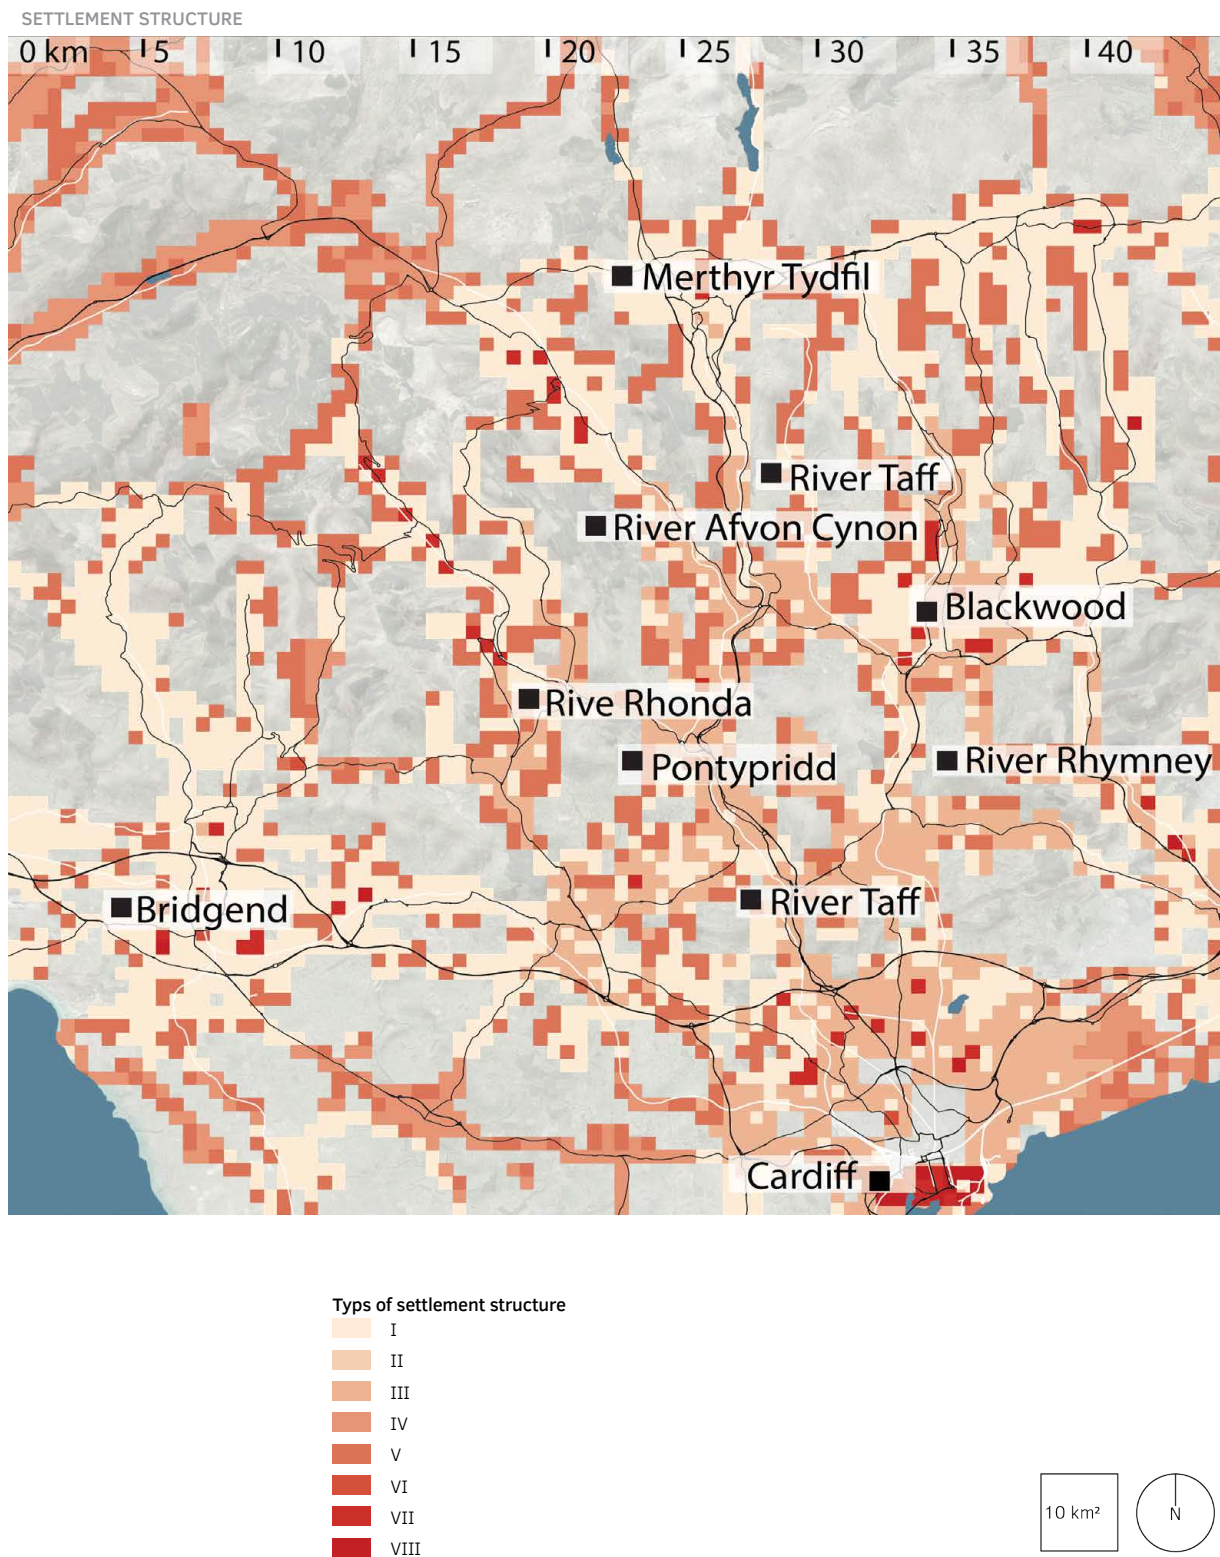 SETTLEMENT STRUCTURE
0 km 5 10 15 20 25 30 35 40
Merthyr Tydfil
River Taff
River Afvon Cynon
Blackwood
Rive Rhonda
Pontypridd
River Rhymney
Bridgend
River Taff
Cardiff
Typs of settlement structure
I
II
III
IV
V
VI
VII
VIII
10 km²
N